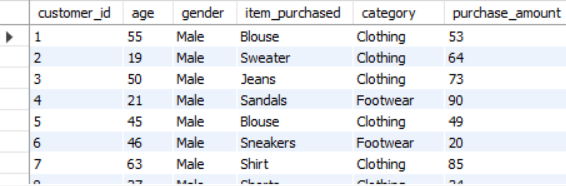 customer_id age gender item_purchased category purchase_amount
1 55 Male Blouse Clothing 53
2 19 Male Sweater Clothing 64
3 50 Male Jeans Clothing 73
4 21 Male Sandals Footwear 90
5 45 Male Blouse Clothing 49
6 46 Male Sneakers Footwear 20
7 63 Male Shirt Clothing 85